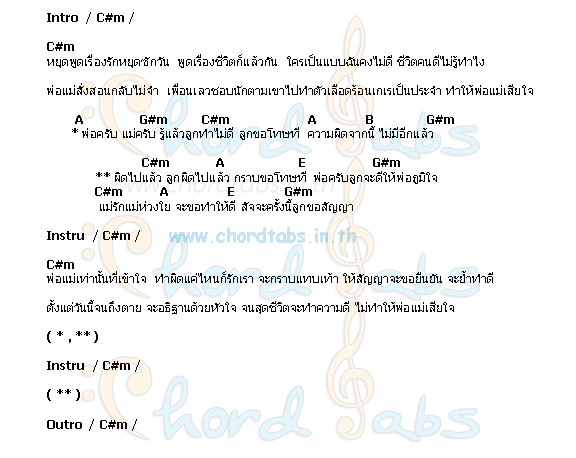 Intro / C#m /
C#m
หยุดพูดเรื่องรักหยุดซักวัน พูดเรื่องชีวิตก็แล้วกัน ใครเป็นแบบฉันคงไม่ดี ชีวิตคนดีไม่รู้ทำไง
พ่อแม่สั่งสอนกลับไม่จำ เพื่อนเลวชอบนักตามเขาไปทำตัวเลือดร้อนเกเรเป็นประจำ ทำให้พ่อแม่เสียใจ
A G#m C#m A B G#m
* พ่อครับ แม่ครับ รู้แล้วลูกทำไม่ดี ลูกขอโทษที ความผิดจากนี้ ไม่มีอีกแล้ว
C#m A E G#m
** ผิดไปแล้ว ลูกผิดไปแล้ว กราบขอโทษที พ่อครับลูกจะดีให้พ่อภูมิใจ
C#m A E G#m
แม่รักแม่ห่วงใย จะขอทำให้ดี สัจจะครั้งนี้ลูกขอสัญญา
Instru / C#m /
www.chordtabs.in.th
C#m
พ่อแม่เท่านั้นที่เข้าใจ ทำผิดแค่ไหนก็รักเรา จะกราบแทบเท้า ให้สัญญาจะขอยืนยัน จะย้ำทำดี
ตั้งแต่วันนี้จนถึงตาย จะอธิฐานด้วยหัวใจ จนสุดชีวิตจะทำความดี ไม่ทำให้พ่อแม่เสียใจ
( * , ** )
Instru / C#m /
( ** )
Outro / C#m /